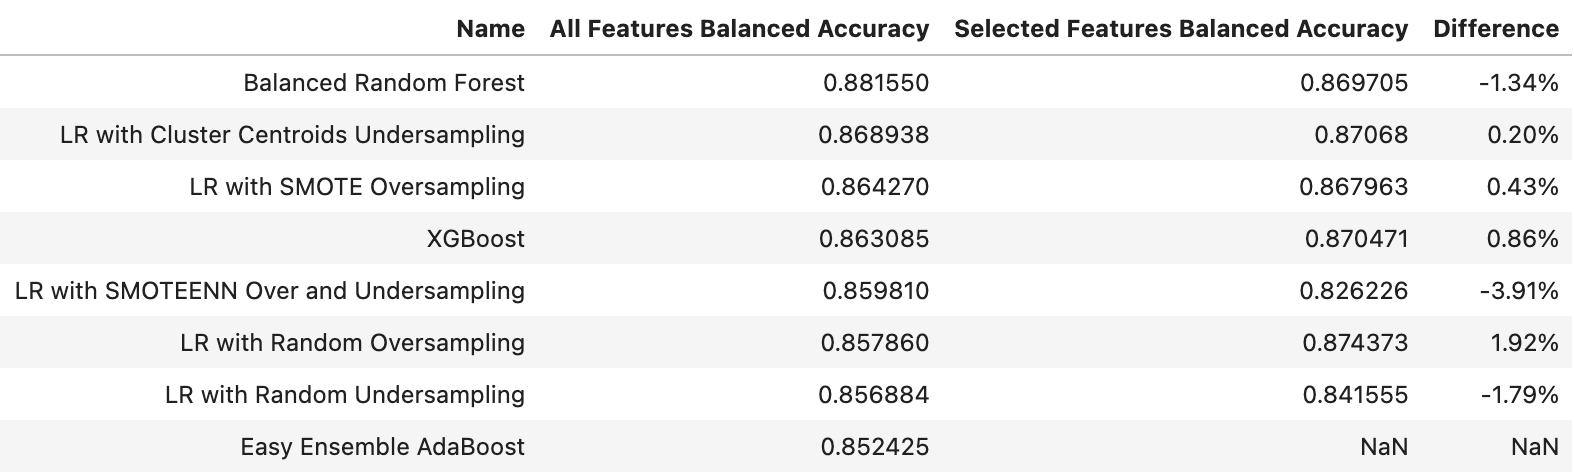 Name All Features Balanced Accuracy Selected Features Balanced Accuracy Difference
Balanced Random Forest 0.881550 0.869705 -1.34%
LR with Cluster Centroids Undersampling 0.868938 0.87068 0.20%
LR with SMOTE Oversampling 0.864270 0.867963 0.43%
XGBoost 0.863085 0.870471 0.86%
LR with SMOTEENN Over and Undersampling 0.859810 0.826226 -3.91%
LR with Random Oversampling 0.857860 0.874373 1.92%
LR with Random Undersampling 0.856884 0.841555 -1.79%
Easy Ensemble AdaBoost 0.852425 NaN NaN